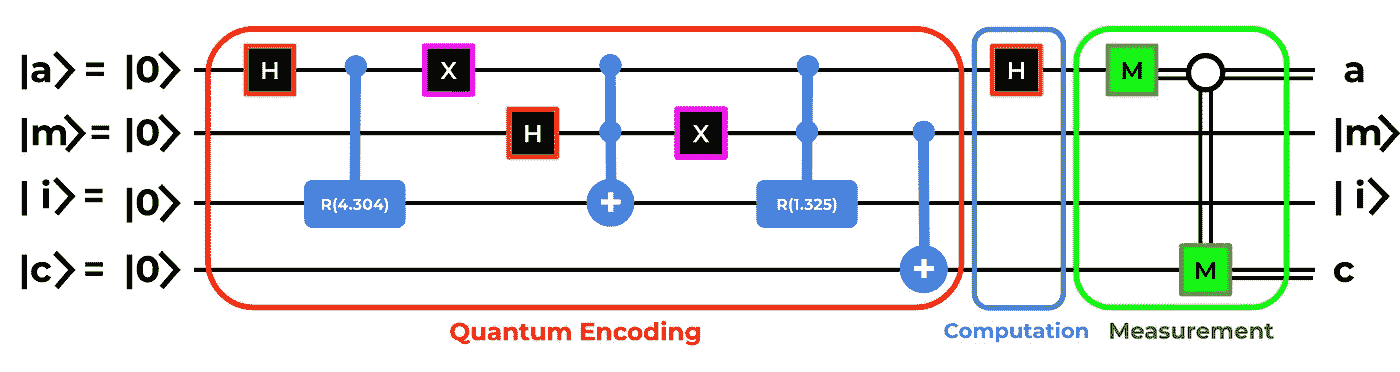 |a⟩ = |0⟩ H X H M a
|m⟩ = |0⟩ H X |m⟩
| i⟩ = |0⟩ R(4.304) + R(1.325) | i⟩
|c⟩ = |0⟩ + M c
Quantum Encoding Computation Measurement